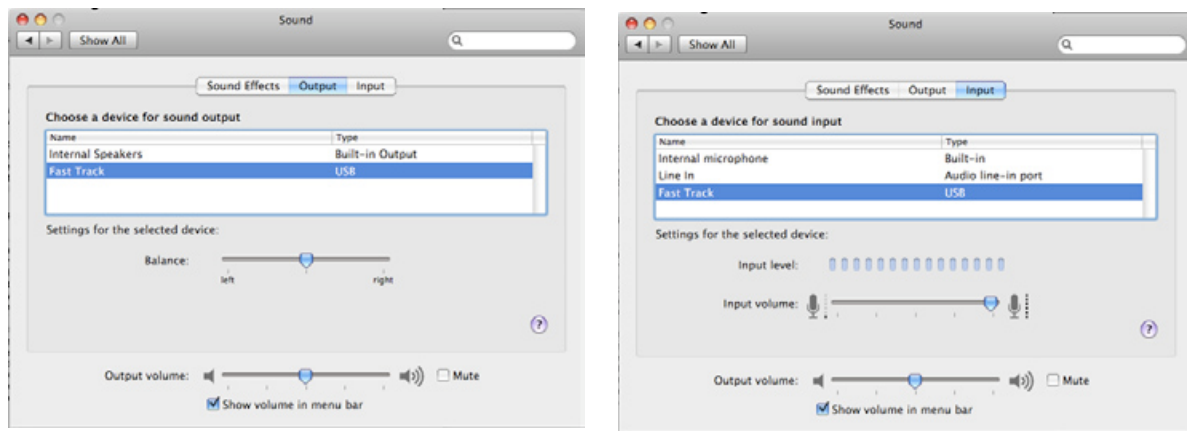 Sound
Show All
Sound Effects Output Input
Choose a device for sound output
Name Type
Internal Speakers Built-in Output
Fast Track USB
Settings for the selected device:
Balance:
left right
?
Output volume: Mute
Show volume in menu bar
Sound
Show All
Sound Effects Output Input
Choose a device for sound input
Name Type
Internal microphone Built-in
Line In Audio line-in port
Fast Track USB
Settings for the selected device:
Input level:
Input volume:
?
Output volume: Mute
Show volume in menu bar